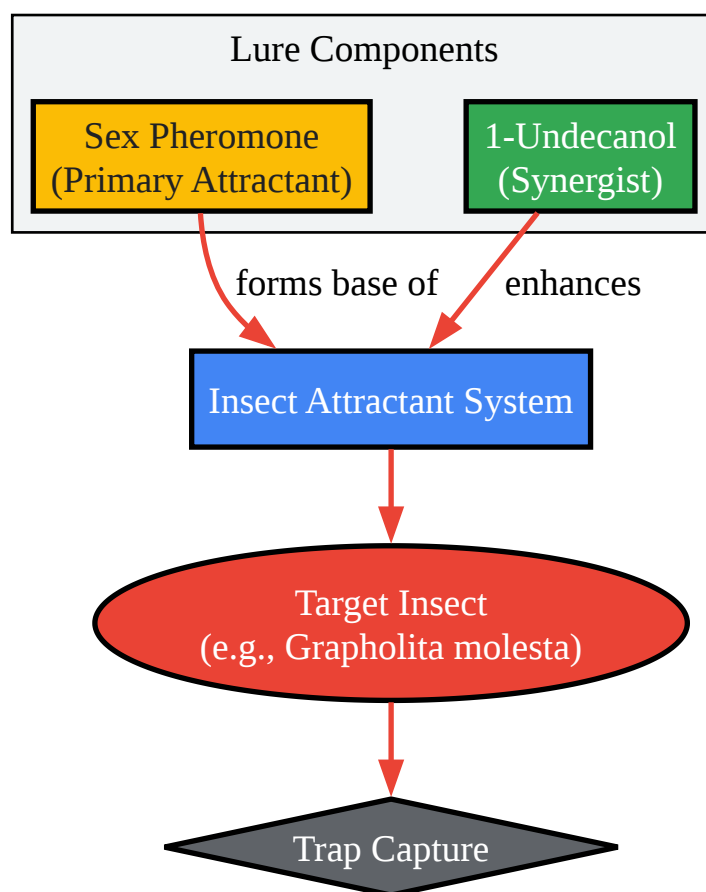 Lure Components
Sex Pheromone
(Primary Attractant)
1-Undecanol
(Synergist)
forms base of
enhances
Insect Attractant System
Target Insect
(e.g., Grapholita molesta)
Trap Capture